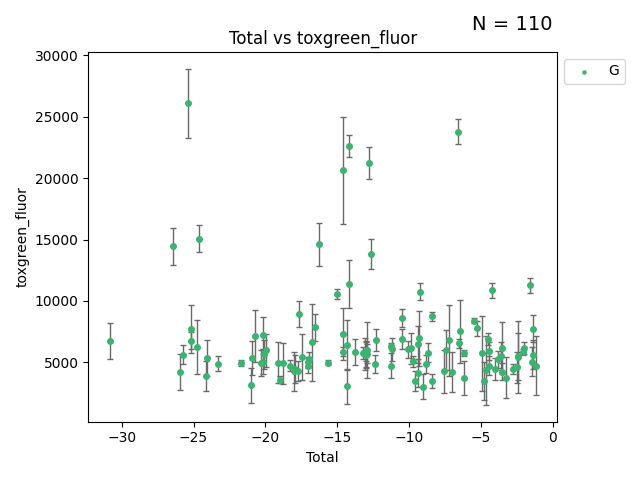 N = 110
Total vs toxgreen_fluor
30000
25000
20000
15000
10000
5000
toxgreen_fluor
−30 −25 −20 −15 −10 −5 0
Total
G